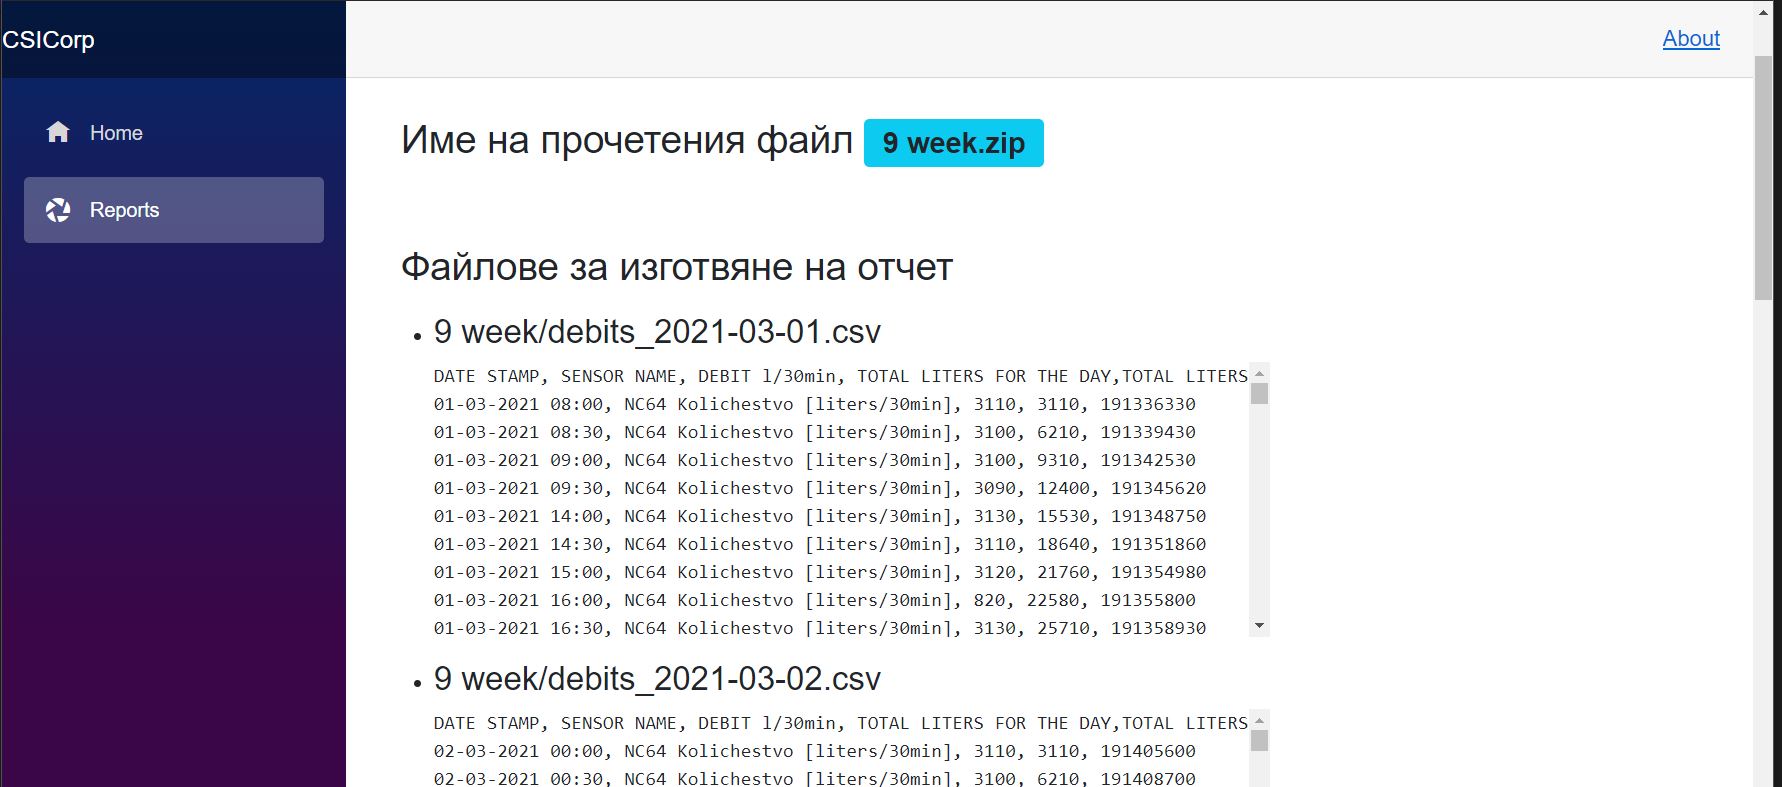 CSICorp
About
Home
Reports
Име на прочетения файл 9 week.zip
Файлове за изготвяне на отчет
9 week/debits_2021-03-01.csv
DATE STAMP, SENSOR NAME, DEBIT l/30min, TOTAL LITERS FOR THE DAY,TOTAL LITERS
01-03-2021 08:00, NC64 Kolichestvo [liters/30min], 3110, 3110, 191336330
01-03-2021 08:30, NC64 Kolichestvo [liters/30min], 3100, 6210, 191339430
01-03-2021 09:00, NC64 Kolichestvo [liters/30min], 3100, 9310, 191342530
01-03-2021 09:30, NC64 Kolichestvo [liters/30min], 3090, 12400, 191345620
01-03-2021 14:00, NC64 Kolichestvo [liters/30min], 3130, 15530, 191348750
01-03-2021 14:30, NC64 Kolichestvo [liters/30min], 3110, 18640, 191351860
01-03-2021 15:00, NC64 Kolichestvo [liters/30min], 3120, 21760, 191354980
01-03-2021 16:00, NC64 Kolichestvo [liters/30min], 820, 22580, 191355800
01-03-2021 16:30, NC64 Kolichestvo [liters/30min], 3130, 25710, 191358930
9 week/debits_2021-03-02.csv
DATE STAMP, SENSOR NAME, DEBIT l/30min, TOTAL LITERS FOR THE DAY,TOTAL LITERS
02-03-2021 00:00, NC64 Kolichestvo [liters/30min], 3110, 3110, 191405600
02-03-2021 00:30, NC64 Kolichestvo [liters/30min], 3100, 6210, 191408700